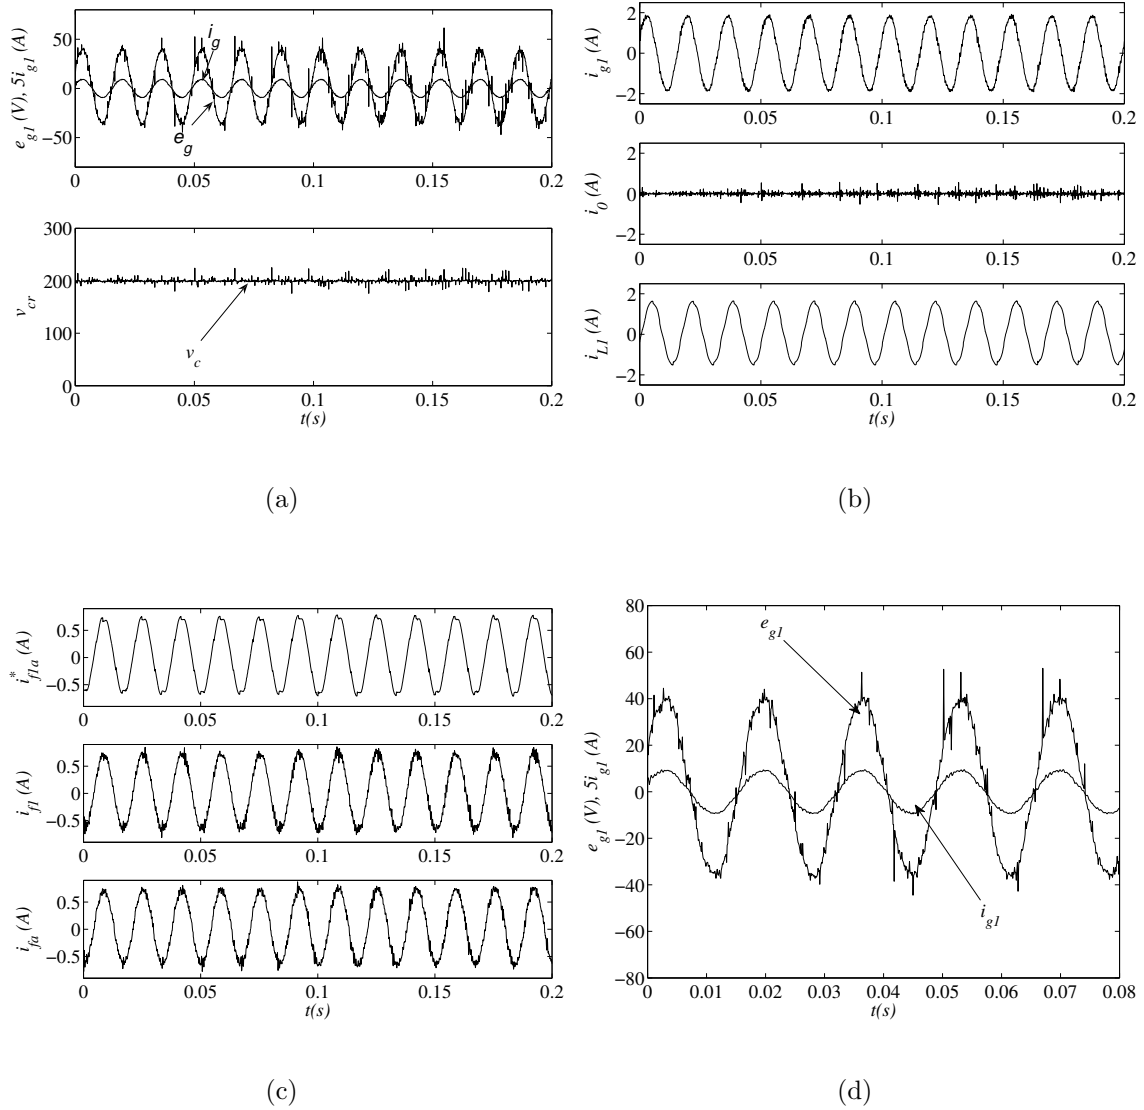 e_g1 (V), 5i_g1 (A)
50
0
−50
i_g
e_g
0 0.05 0.1 0.15 0.2
v_cr
300
200
100
0
v_c
0 0.05 0.1 0.15 0.2
t(s)
(a)
i_g1 (A)
2
0
−2
0 0.05 0.1 0.15 0.2
i_0 (A)
2
0
−2
0 0.05 0.1 0.15 0.2
i_L1 (A)
2
0
−2
0 0.05 0.1 0.15 0.2
t(s)
(b)
i*_f1a (A)
0.5
0
−0.5
0 0.05 0.1 0.15 0.2
i_f1 (A)
0.5
0
−0.5
0 0.05 0.1 0.15 0.2
i_fa (A)
0.5
0
−0.5
0 0.05 0.1 0.15 0.2
t(s)
(c)
e_g1 (V), 5i_g1 (A)
80
60
40
20
0
−20
−40
−60
−80
e_g1
i_g1
0 0.01 0.02 0.03 0.04 0.05 0.06 0.07 0.08
t(s)
(d)